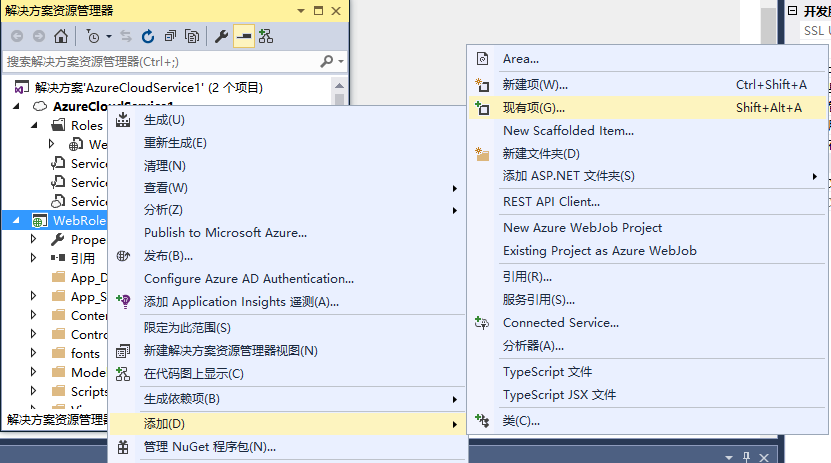 解决方案资源管理器
搜索解决方案资源管理器(Ctrl+;)
解决方案'AzureCloudService1' (2 个项目)
AzureCloudService1
Roles
We
Service
Service
Service
WebRole
Prope
引用
App_D
App_S
Conter
Contro
fonts
Mode
Scripts
解决方案资源管理器
生成(U)
重新生成(E)
清理(N)
查看(W)
分析(Z)
Publish to Microsoft Azure...
发布(B)...
Configure Azure AD Authentication...
添加 Application Insights 遥测(A)...
限定为此范围(S)
新建解决方案资源管理器视图(N)
在代码图上显示(C)
生成依赖项(B)
添加(D)
管理 NuGet 程序包(N)...
Area...
新建项(W)... Ctrl+Shift+A
现有项(G)... Shift+Alt+A
New Scaffolded Item...
新建文件夹(D)
添加 ASP.NET 文件夹(S)
REST API Client...
New Azure WebJob Project
Existing Project as Azure WebJob
引用(R)...
服务引用(S)...
Connected Service...
分析器(A)...
TypeScript 文件
TypeScript JSX 文件
类(C)...
开发
SSL U